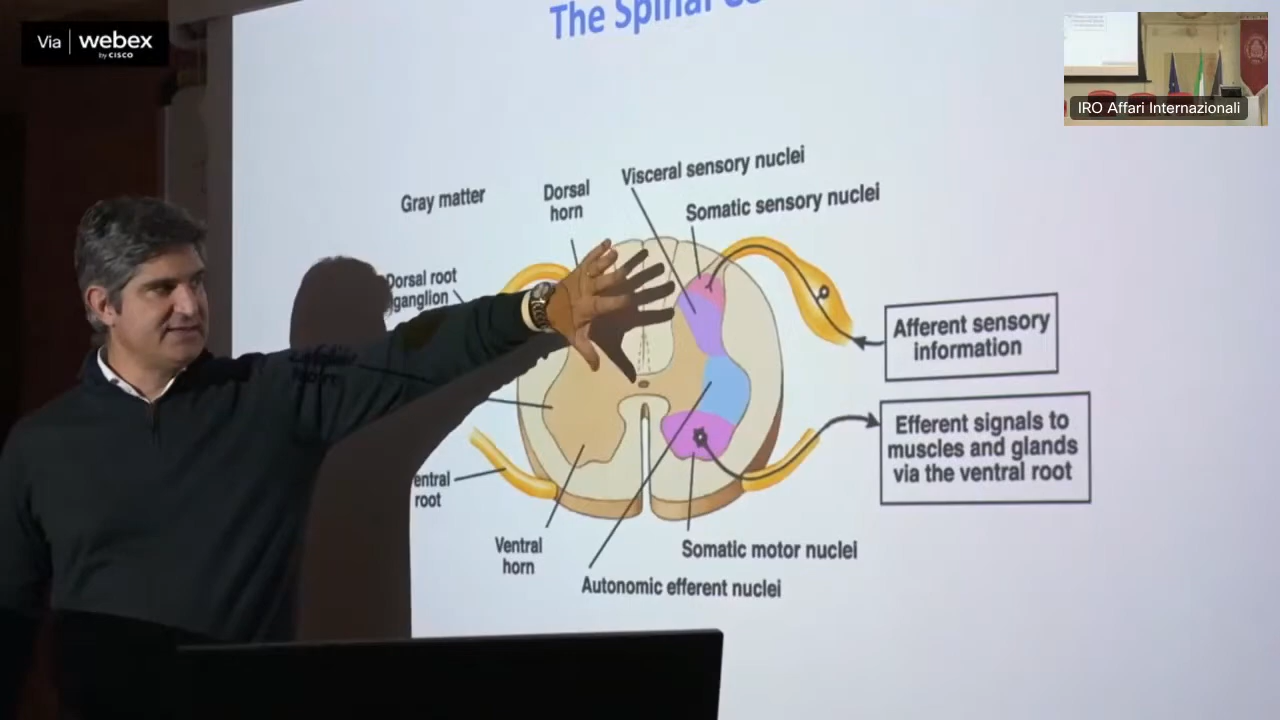 Via webex
by CISCO
IRO Affari Internazionali
The Spinal
Visceral sensory nuclei
Gray matter
Dorsal
horn
Somatic sensory nuclei
Dorsal root
ganglion
Afferent sensory
information
Efferent signals to
muscles and glands
via the ventral root
entral
root
Ventral
horn
Somatic motor nuclei
Autonomic efferent nuclei